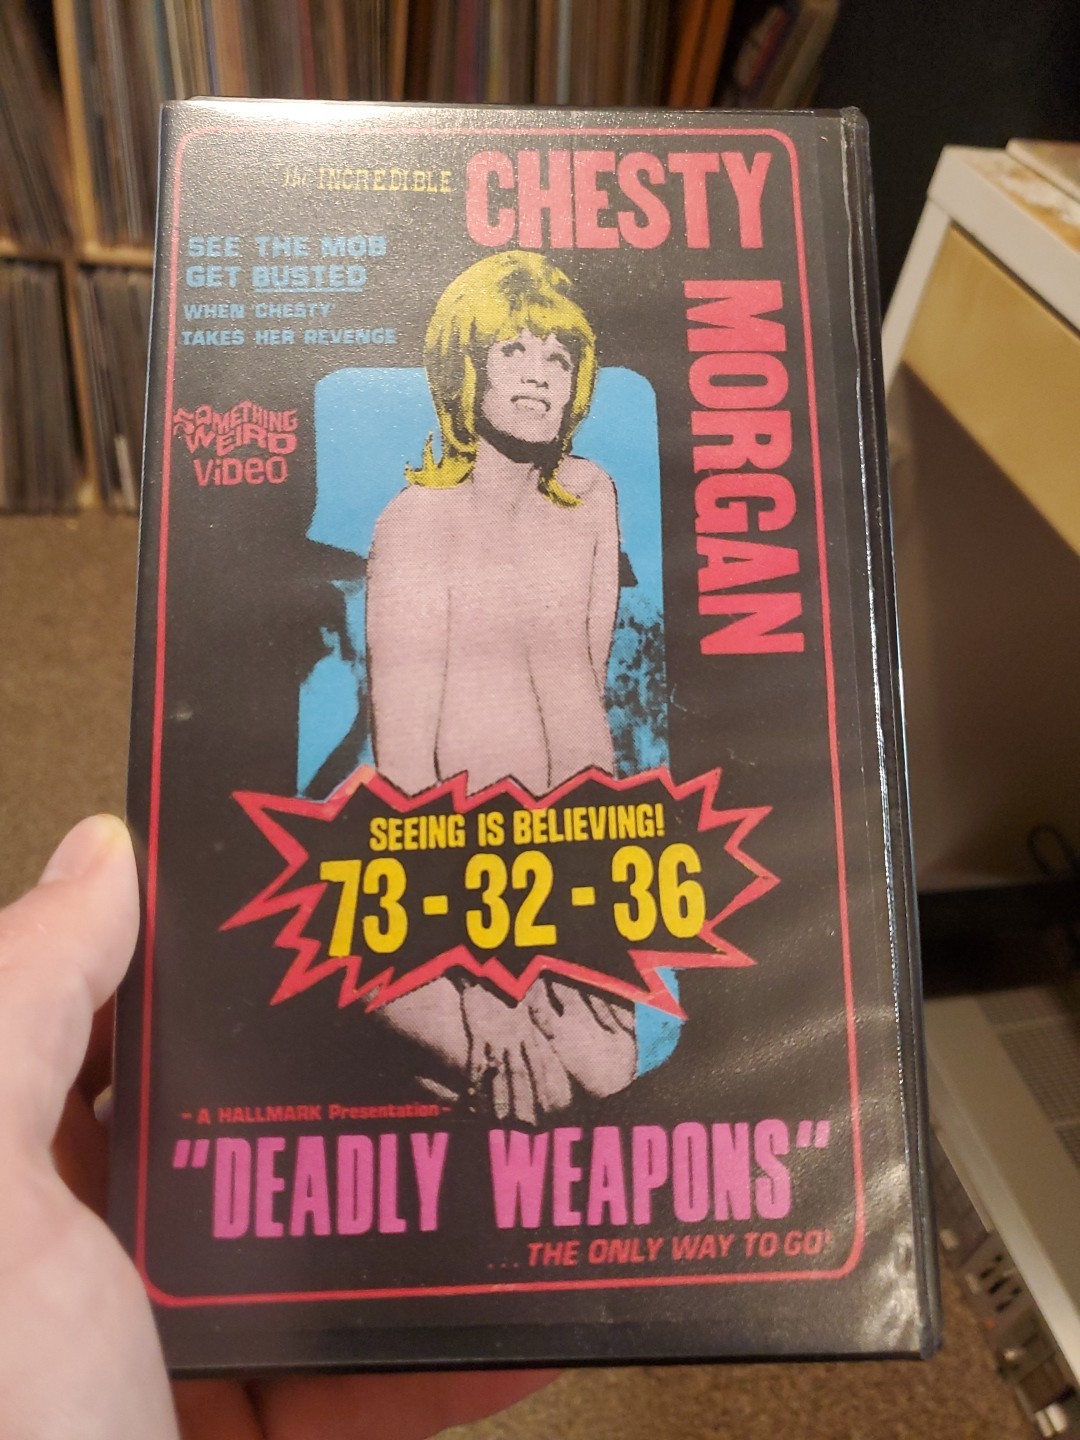 The INCREDIBLE CHESTY
MORGAN
SEE THE MOB
GET BUSTED
WHEN 'CHESTY'
TAKES HER REVENGE
SOMETHING
WEIRD
ViDEO
SEEING IS BELIEVING!
73-32-36
- A HALLMARK Presentation -
"DEADLY WEAPONS"
...THE ONLY WAY TO GO!